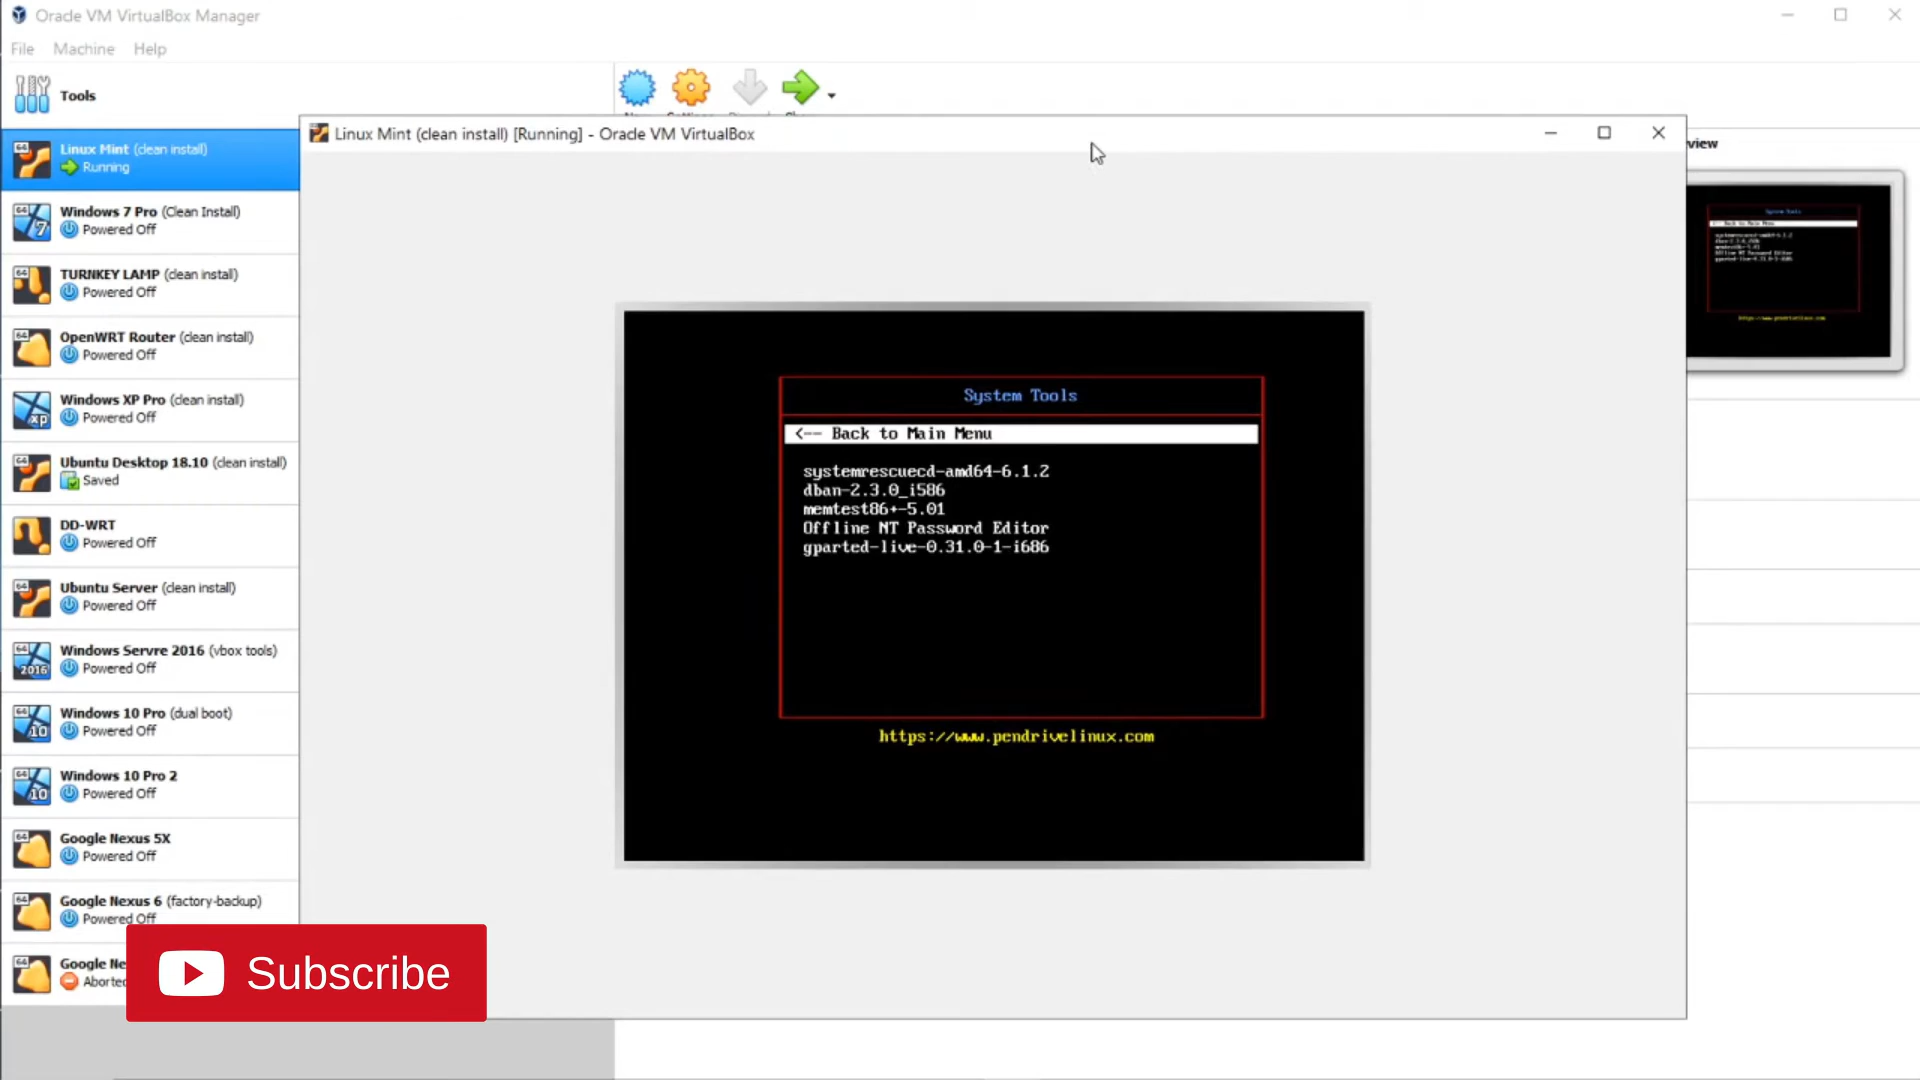 Oracle VM VirtualBox Manager
File Machine Help
Tools
Linux Mint (clean install)
Running
Windows 7 Pro (Clean Install)
Powered Off
TURNKEY LAMP (clean install)
Powered Off
OpenWRT Router (clean install)
Powered Off
Windows XP Pro (clean install)
Powered Off
Ubuntu Desktop 18.10 (clean install)
Saved
DD-WRT
Powered Off
Ubuntu Server (clean install)
Powered Off
Windows Servre 2016 (vbox tools)
Powered Off
Windows 10 Pro (dual boot)
Powered Off
Windows 10 Pro 2
Powered Off
Google Nexus 5X
Powered Off
Google Nexus 6 (factory-backup)
Powered Off
Google Ne
Aborted
Linux Mint (clean install) [Running] - Oracle VM VirtualBox
view
System Tools
<-- Back to Main Menu
systemrescuecd-amd64-6.1.2
dban-2.3.0_i586
memtest86+-5.01
Offline NT Password Editor
gparted-live-0.31.0-1-i686
https://www.pendrivelinux.com
Subscribe